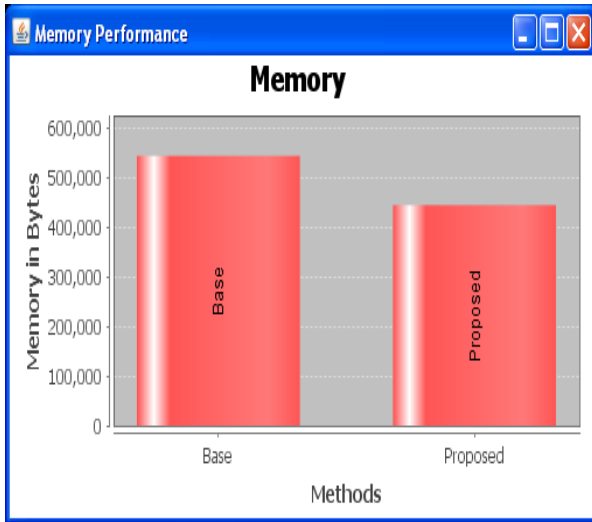 Memory Performance
Memory
Memory in Bytes
600,000
500,000
400,000
300,000
200,000
100,000
0
Base
Proposed
Base
Proposed
Methods